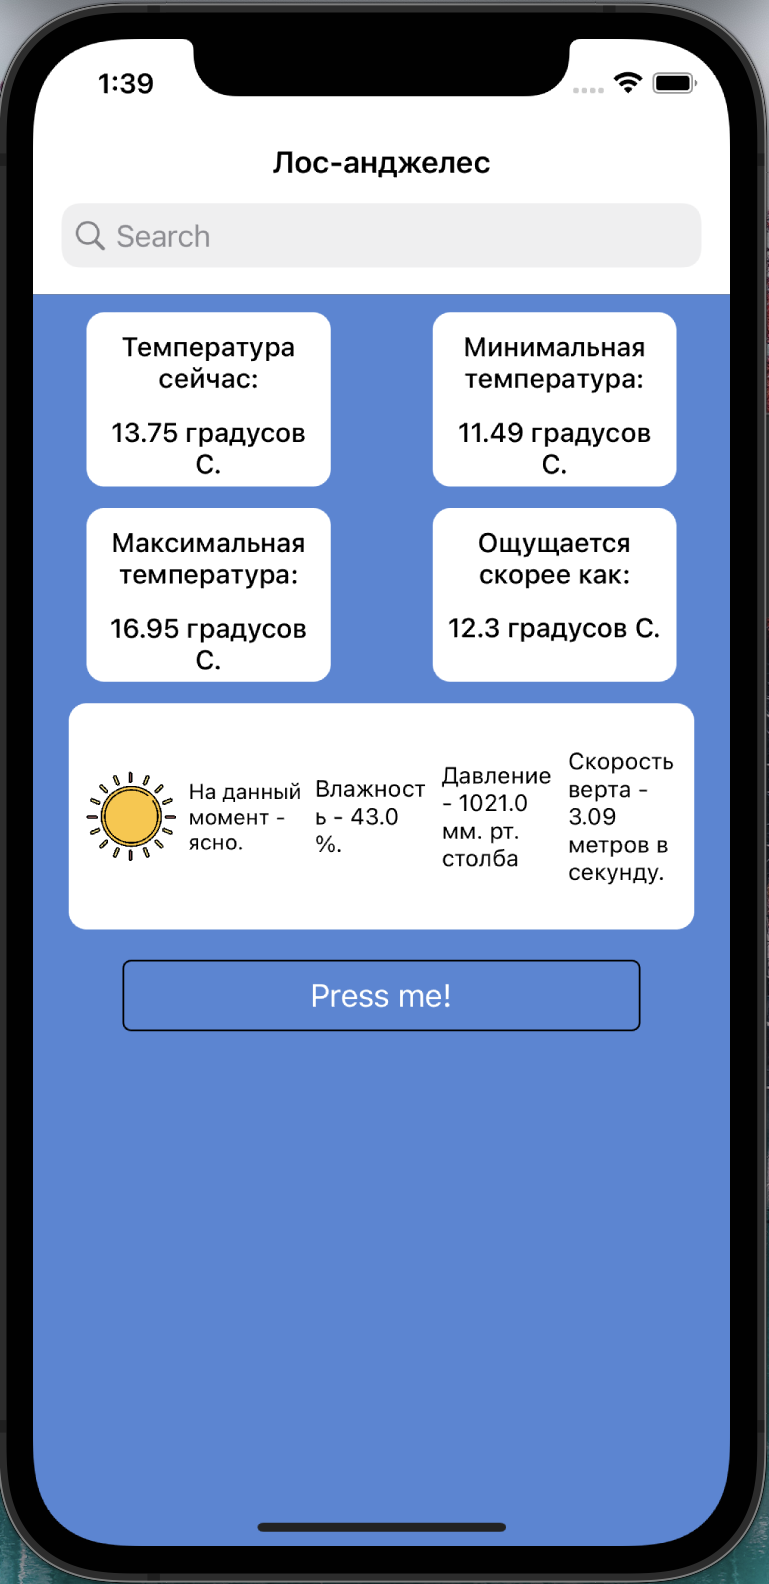 1:39
Лос-анджелес
Search
Температура
сейчас:
13.75 градусов
С.
Минимальная
температура:
11.49 градусов
С.
Максимальная
температура:
16.95 градусов
С.
Ощущается
скорее как:
12.3 градусов С.
На данный
момент -
ясно.
Влажност
ь - 43.0
%.
Давление
- 1021.0
мм. рт.
столба
Скорость
верта -
3.09
метров в
секунду.
Press me!